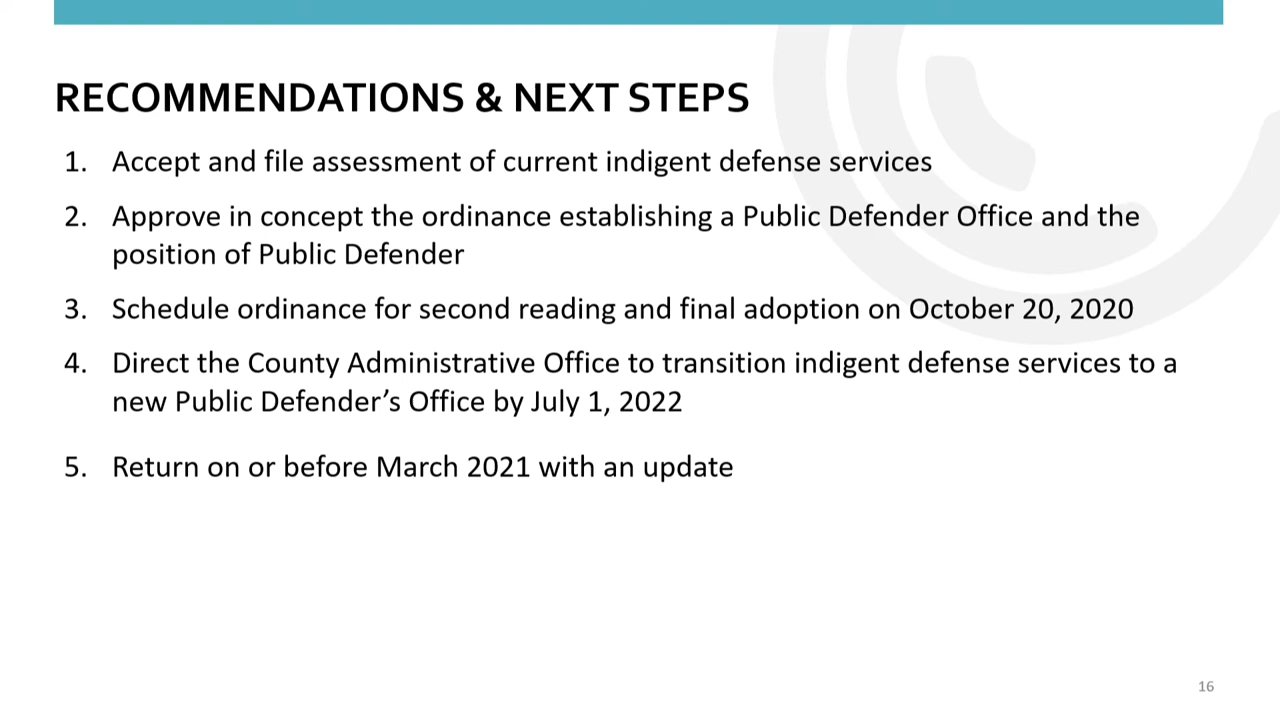 RECOMMENDATIONS & NEXT STEPS
1. Accept and file assessment of current indigent defense services
2. Approve in concept the ordinance establishing a Public Defender Office and the
position of Public Defender
3. Schedule ordinance for second reading and final adoption on October 20, 2020
4. Direct the County Administrative Office to transition indigent defense services to a
new Public Defender’s Office by July 1, 2022
5. Return on or before March 2021 with an update
16